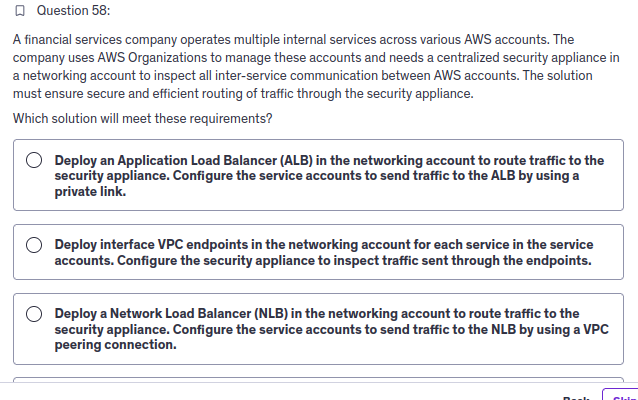 Question 58:
A financial services company operates multiple internal services across various AWS accounts. The
company uses AWS Organizations to manage these accounts and needs a centralized security appliance in
a networking account to inspect all inter-service communication between AWS accounts. The solution
must ensure secure and efficient routing of traffic through the security appliance.
Which solution will meet these requirements?
Deploy an Application Load Balancer (ALB) in the networking account to route traffic to the
security appliance. Configure the service accounts to send traffic to the ALB by using a
private link.
Deploy interface VPC endpoints in the networking account for each service in the service
accounts. Configure the security appliance to inspect traffic sent through the endpoints.
Deploy a Network Load Balancer (NLB) in the networking account to route traffic to the
security appliance. Configure the service accounts to send traffic to the NLB by using a VPC
peering connection.